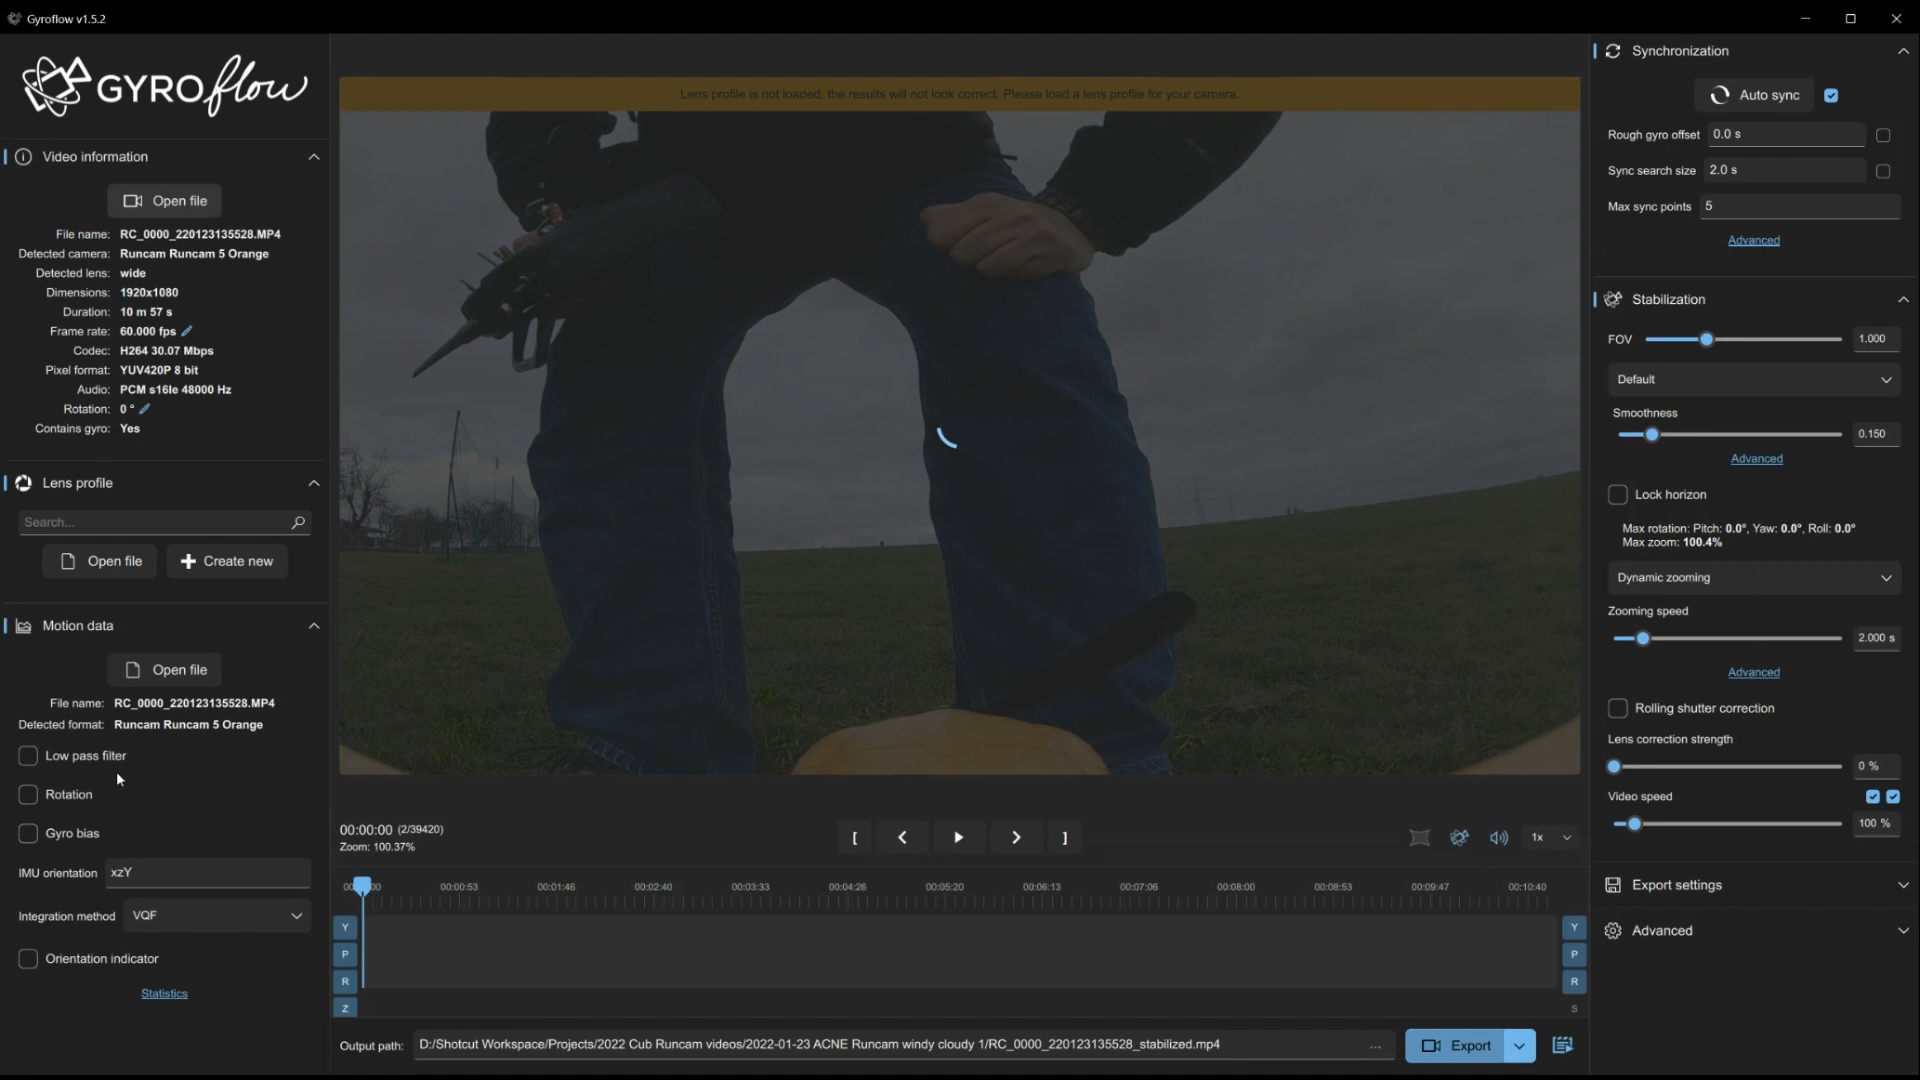 Gyroflow v1.5.2
GYROflow
Video information
Open file
File name: RC_0000_220123135528.MP4
Detected camera: Runcam Runcam 5 Orange
Detected lens: wide
Dimensions: 1920x1080
Duration: 10 m 57 s
Frame rate: 60.000 fps
Codec: H264 30.07 Mbps
Pixel format: YUV420P 8 bit
Audio: PCM s16le 48000 Hz
Rotation: 0 °
Contains gyro: Yes
Lens profile
Search...
Open file
Create new
Motion data
Open file
File name: RC_0000_220123135528.MP4
Detected format: Runcam Runcam 5 Orange
Low pass filter
Rotation
Gyro bias
IMU orientation xzY
Integration method VQF
Orientation indicator
Statistics
Lens profile is not loaded, the results will not look correct. Please load a lens profile for your camera.
00:00:00 (2/39420)
Zoom: 100.37%
[
]
1x
00:00:53 00:01:46 00:02:40 00:03:33 00:04:26 00:05:20 00:06:13 00:07:06 00:08:00 00:08:53 00:09:47 00:10:40
Y Y
P P
R R
Z S
Output path: D:/Shotcut Workspace/Projects/2022 Cub Runcam videos/2022-01-23 ACNE Runcam windy cloudy 1/RC_0000_220123135528_stabilized.mp4 ...
Export
Synchronization
Auto sync
Rough gyro offset 0.0 s
Sync search size 2.0 s
Max sync points 5
Advanced
Stabilization
FOV 1.000
Default
Smoothness
0.150
Advanced
Lock horizon
Max rotation: Pitch: 0.0°, Yaw: 0.0°, Roll: 0.0°
Max zoom: 100.4%
Dynamic zooming
Zooming speed
2.000 s
Advanced
Rolling shutter correction
Lens correction strength
0 %
Video speed
100 %
Export settings
Advanced